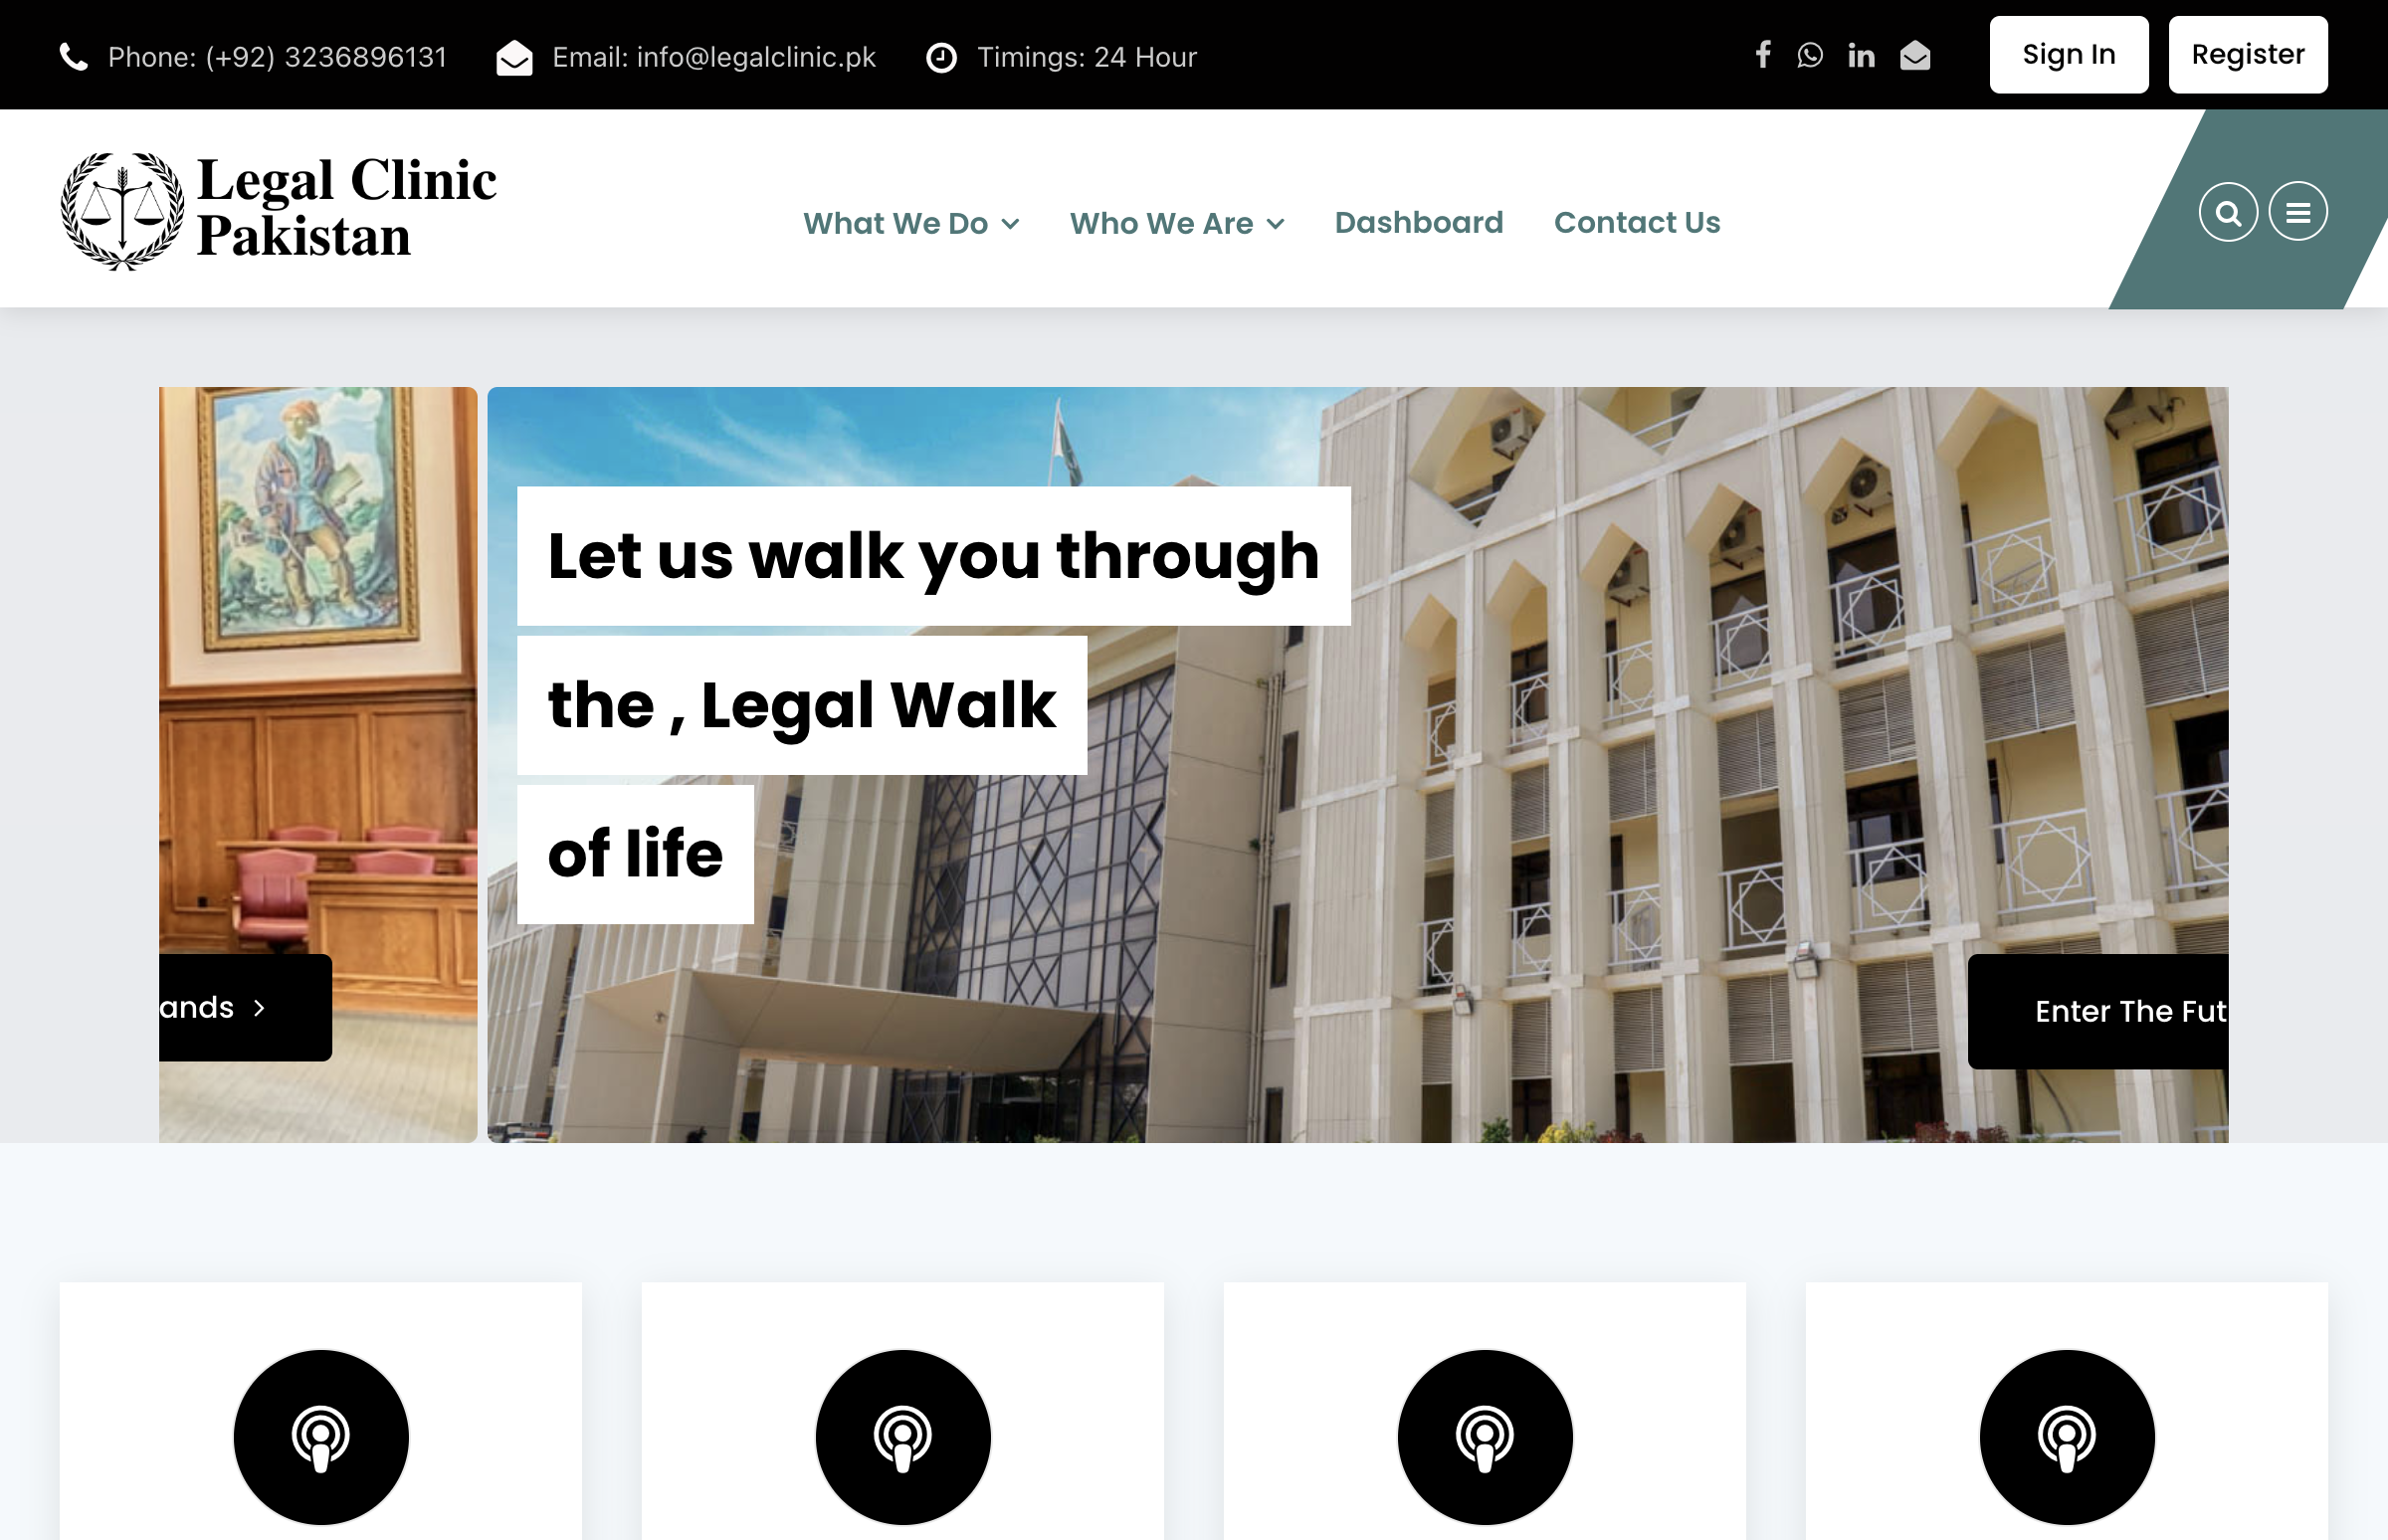 Phone: (+92) 3236896131 Email: info@legalclinic.pk Timings: 24 Hour Sign In Register
Legal Clinic
Pakistan
What We Do Who We Are Dashboard Contact Us
Let us walk you through
the , Legal Walk
of life
ands
Enter The Fut